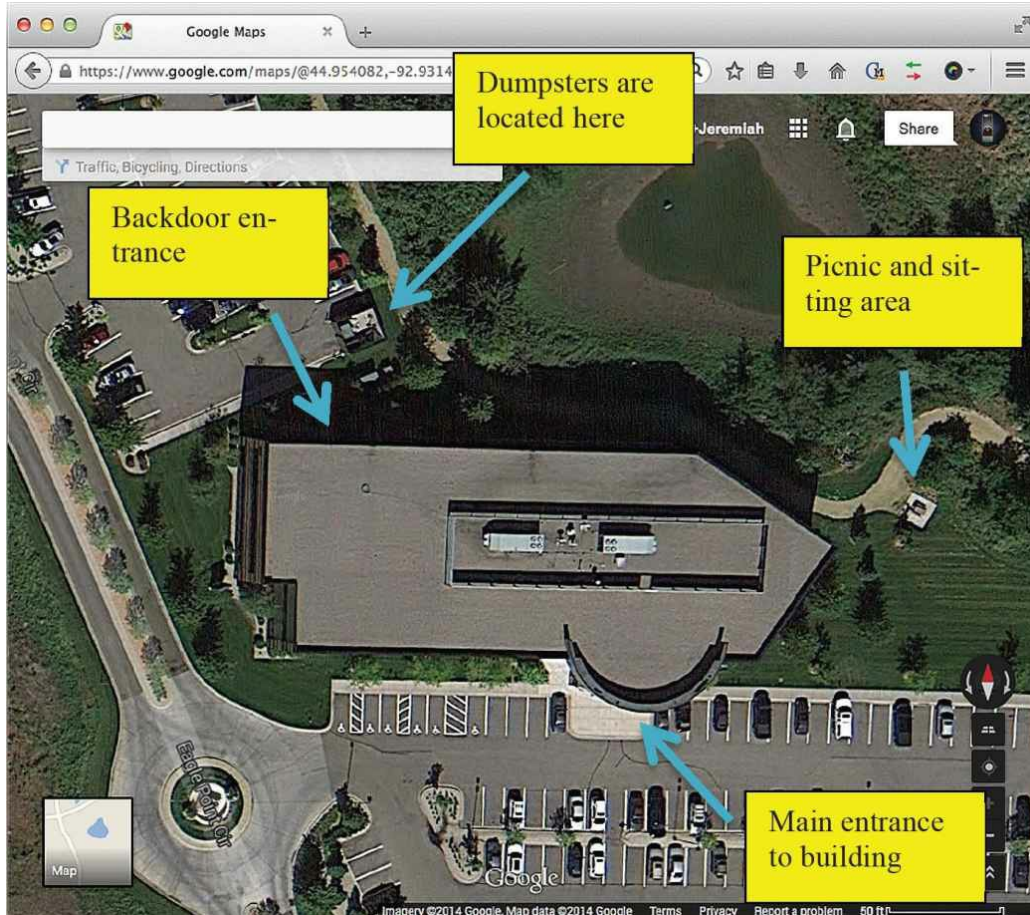 Google Maps
https://www.google.com/maps/@44.954082,-92.9314
Dumpsters are
located here
-Jeremiah
Share
Traffic, Bicycling, Directions
Backdoor en-
trance
Picnic and sit-
ting area
Eagle Point Cir
Main entrance
to building
Map
Google
Imagery ©2014 Google, Map data ©2014 Google Terms Privacy Report a problem 50 ft